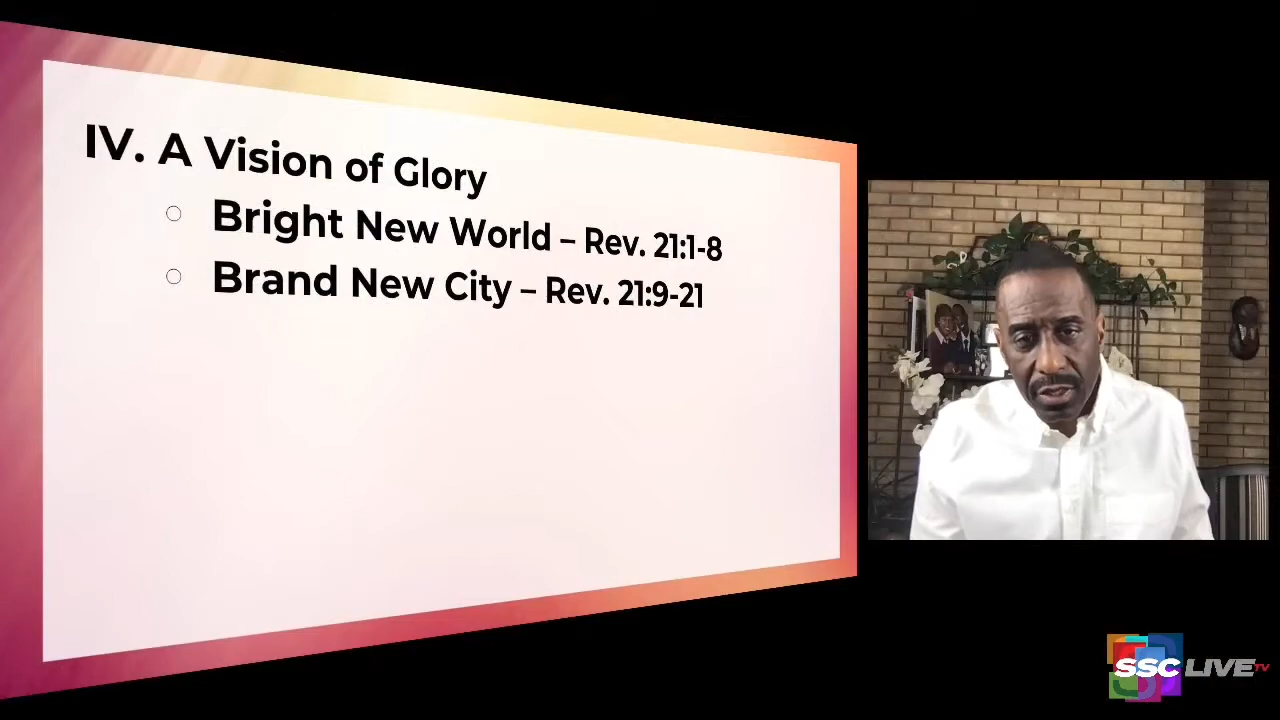 IV. A Vision of Glory
Bright New World – Rev. 21:1-8
Brand New City – Rev. 21:9-21
SSC LIVE TV